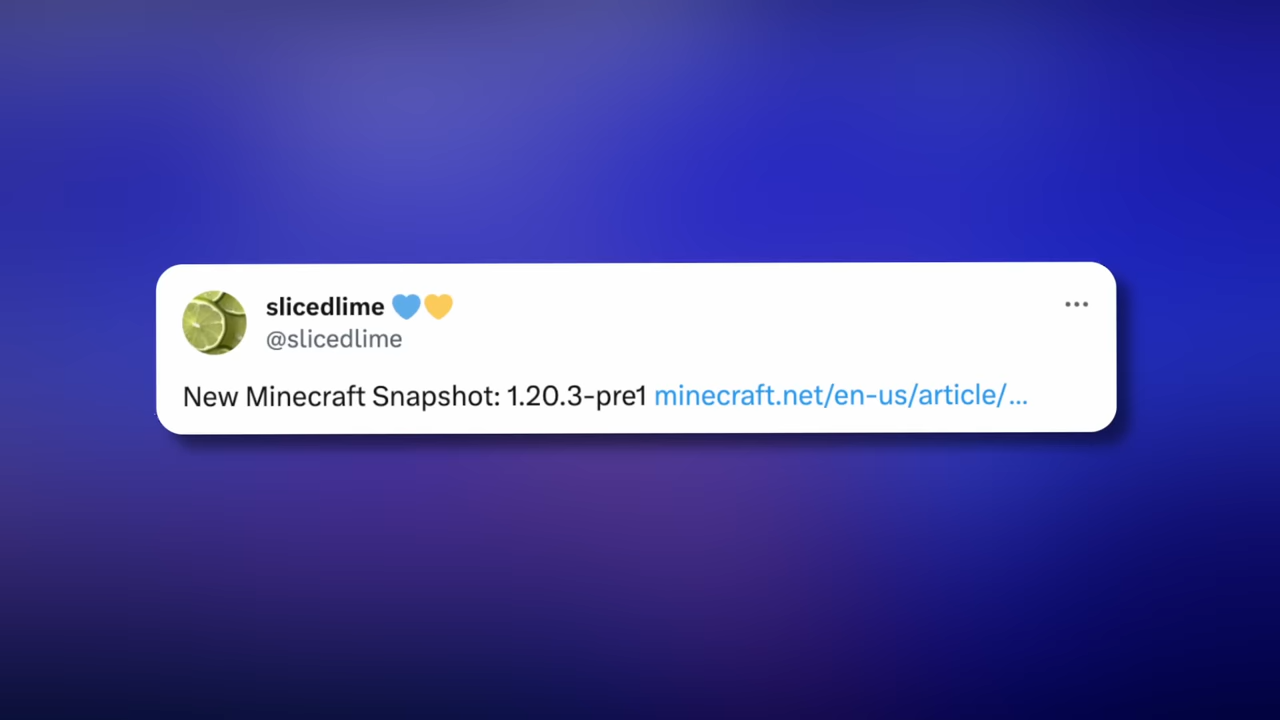 slicedlime 💙💛
@slicedlime
New Minecraft Snapshot: 1.20.3-pre1 minecraft.net/en-us/article/...